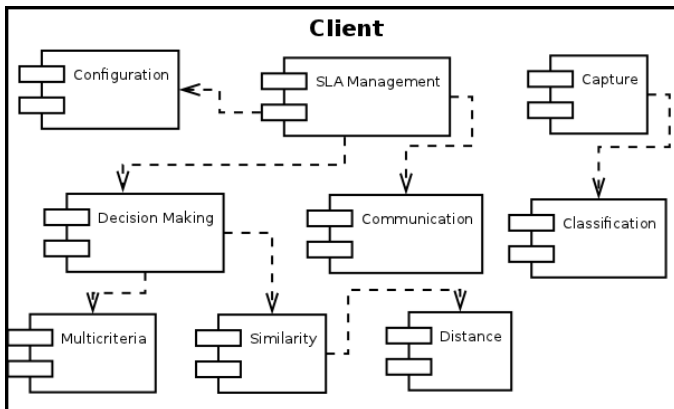 Client
Configuration
SLA Management
Capture
Decision Making
Communication
Classification
Multicriteria
Similarity
Distance